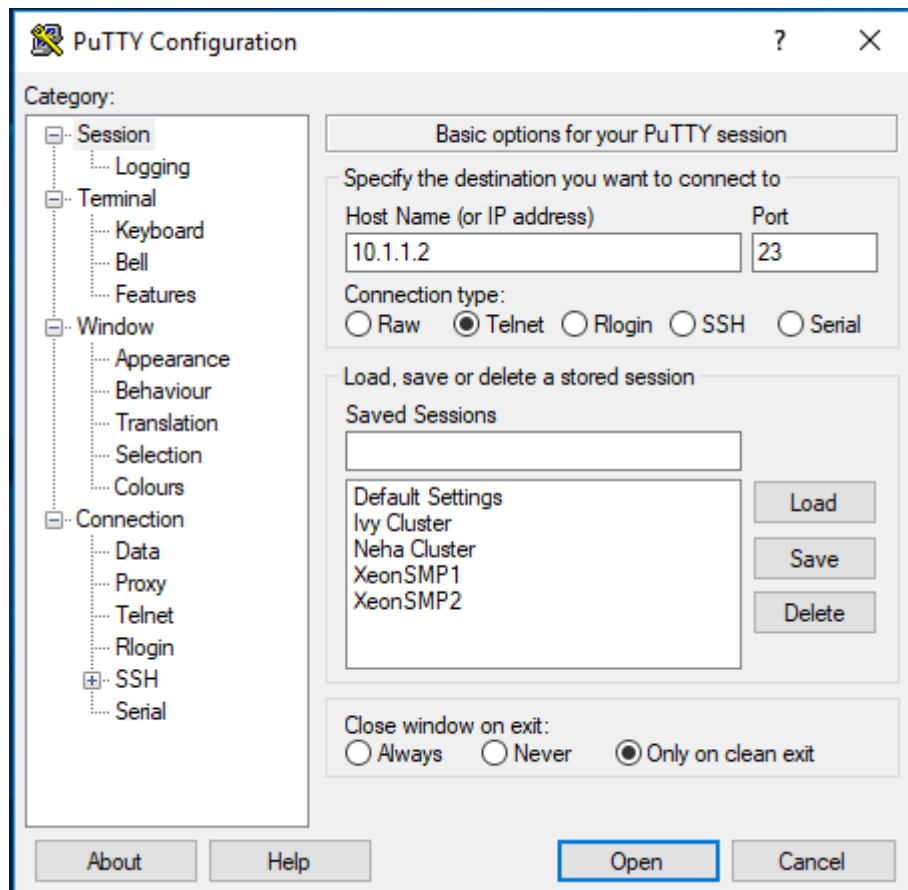 PuTTY Configuration
?
Category:
Session
Logging
Terminal
Keyboard
Bell
Features
Window
Appearance
Behaviour
Translation
Selection
Colours
Connection
Data
Proxy
Telnet
Rlogin
SSH
Serial
Basic options for your PuTTY session
Specify the destination you want to connect to
Host Name (or IP address) Port
10.1.1.2 23
Connection type:
Raw Telnet Rlogin SSH Serial
Load, save or delete a stored session
Saved Sessions
Default Settings
Ivy Cluster
Neha Cluster
XeonSMP1
XeonSMP2
Load
Save
Delete
Close window on exit:
Always Never Only on clean exit
About Help Open Cancel